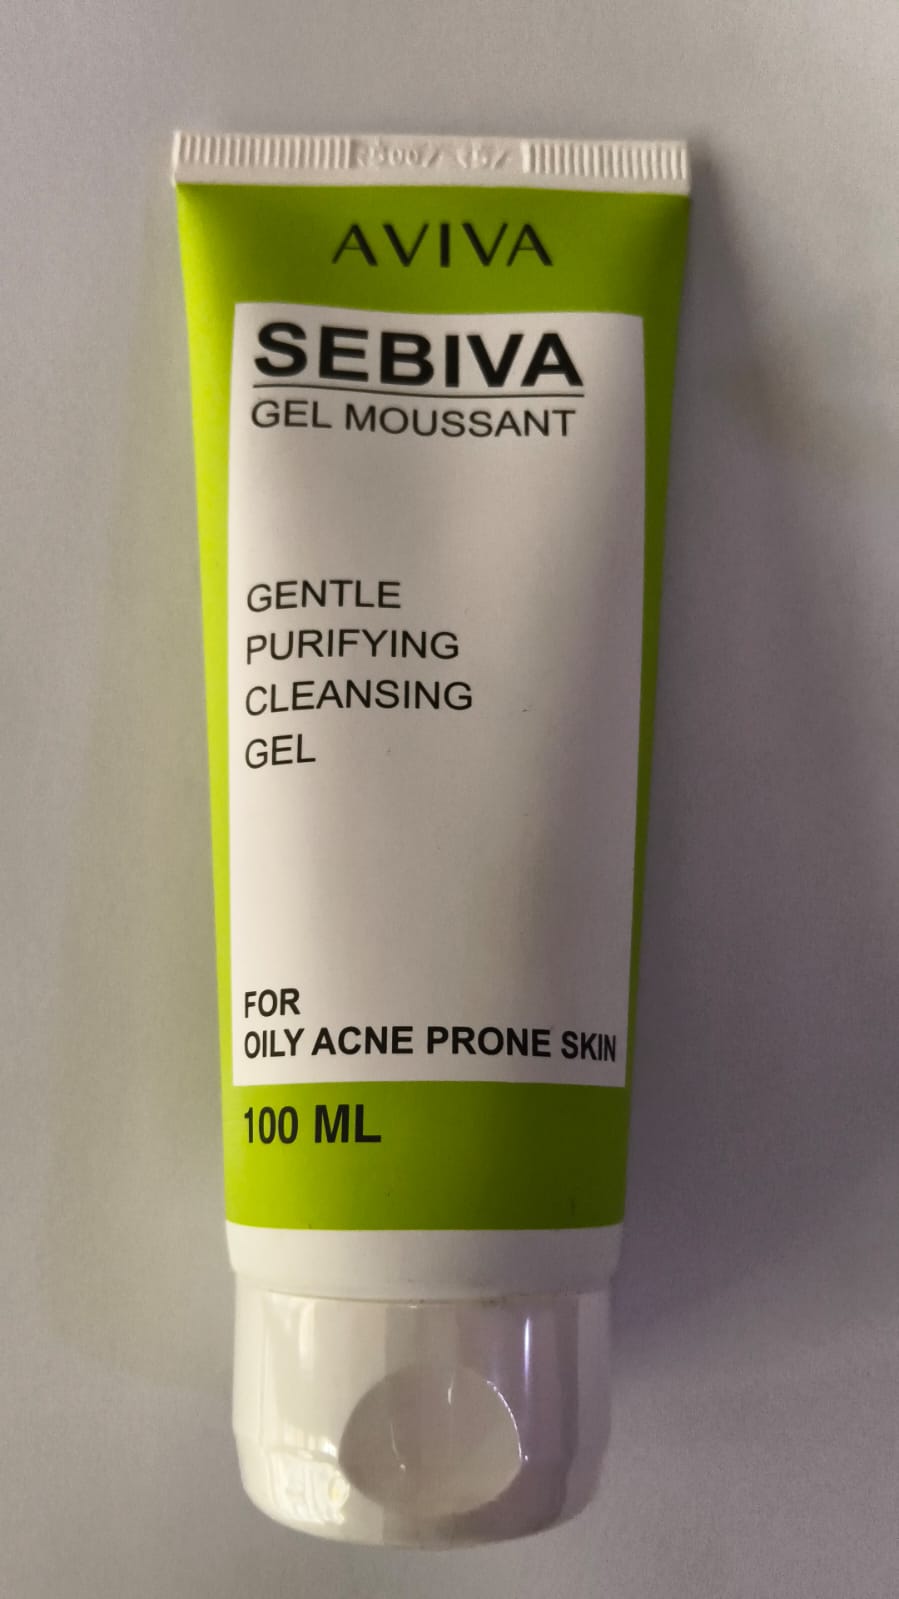 AVIVA
SEBIVA
GEL MOUSSANT
GENTLE
PURIFYING
CLEANSING
GEL
FOR
OILY ACNE PRONE SKIN
100 ML